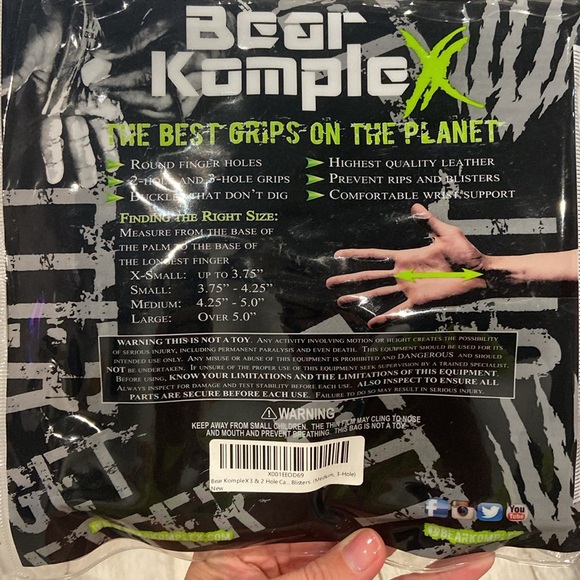 Bear
KompleX
THE BEST GRIPS ON THE PLANET
ROUND FINGER HOLES
2-HOLE AND 3-HOLE GRIPS
BUCKLES THAT DON'T DIG
HIGHEST QUALITY LEATHER
PREVENT RIPS AND BLISTERS
COMFORTABLE WRIST SUPPORT
FINDING THE RIGHT SIZE:
MEASURE FROM THE BASE OF
THE PALM TO THE BASE OF
THE LONGEST FINGER
X-SMALL: UP TO 3.75"
SMALL: 3.75" - 4.25"
MEDIUM: 4.25" - 5.0"
LARGE: OVER 5.0"
WARNING THIS IS NOT A TOY. ANY ACTIVITY INVOLVING MOTION OR HEIGHT CREATES THE POSSIBILITY
OF SERIOUS INJURY, INCLUDING PERMANENT PARALYSIS AND EVEN DEATH. THIS EQUIPMENT SHOULD BE USED FOR ITS
INTENDED USE ONLY. ANY MISUSE OR ABUSE OF THIS EQUIPMENT IS PROHIBITED AND DANGEROUS AND SHOULD
NOT BE UNDERTAKEN. IF UNSURE OF THE PROPER USE OF THIS EQUIPMENT SEEK SUPERVISION BY A TRAINED SPECIALIST.
BEFORE USING, KNOW YOUR LIMITATIONS AND THE LIMITATIONS OF THIS EQUIPMENT.
ALWAYS INSPECT FOR DAMAGE AND TEST STABILITY BEFORE EACH USE. ALSO INSPECT TO ENSURE ALL
PARTS ARE SECURE BEFORE EACH USE. FAILURE TO DO SO MAY RESULT IN SERIOUS INJURY.
WARNING
KEEP AWAY FROM SMALL CHILDREN. THE THIN FILM MAY CLING TO NOSE
AND MOUTH AND PREVENT BREATHING. THIS BAG IS NOT A TOY
X001EEOD69
Bear KompleX 3 & 2 Hole Ca... Blisters. (Medium, 3-Hole)
New
GET
f
You
Tube